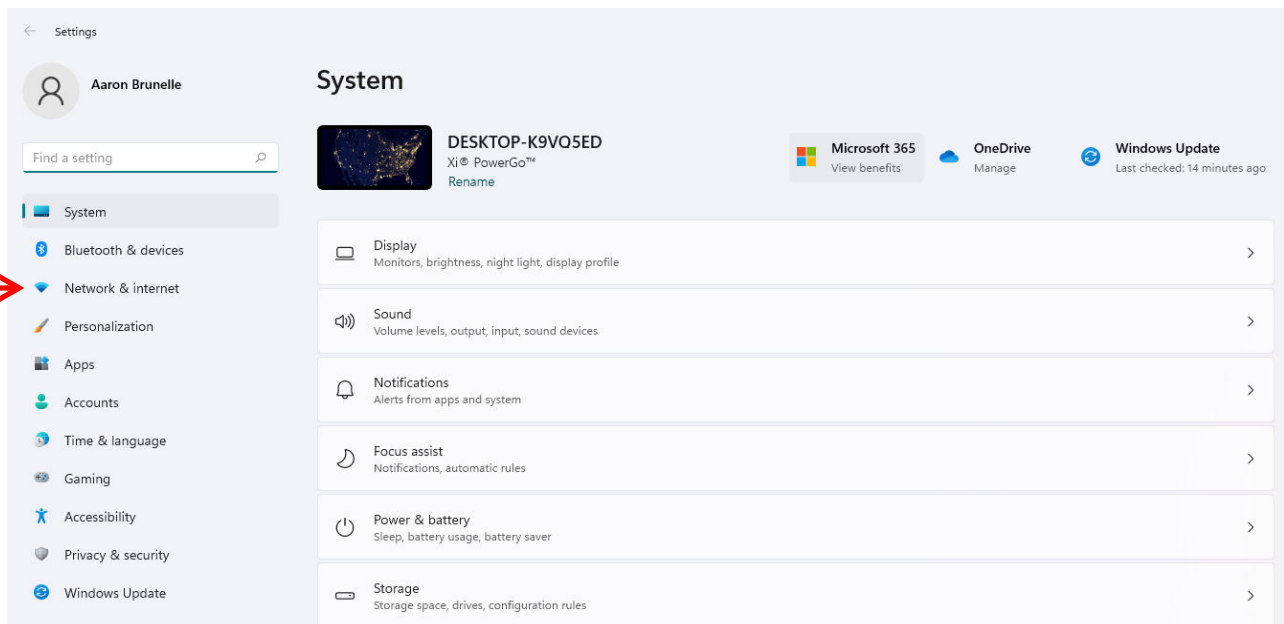 Settings
Aaron Brunelle
Find a setting
System
Bluetooth & devices
Network & internet
Personalization
Apps
Accounts
Time & language
Gaming
Accessibility
Privacy & security
Windows Update
System
DESKTOP-K9VQ5ED
Xi® PowerGo™
Rename
Microsoft 365
View benefits
OneDrive
Manage
Windows Update
Last checked: 14 minutes ago
Display
Monitors, brightness, night light, display profile
Sound
Volume levels, output, input, sound devices
Notifications
Alerts from apps and system
Focus assist
Notifications, automatic rules
Power & battery
Sleep, battery usage, battery saver
Storage
Storage space, drives, configuration rules